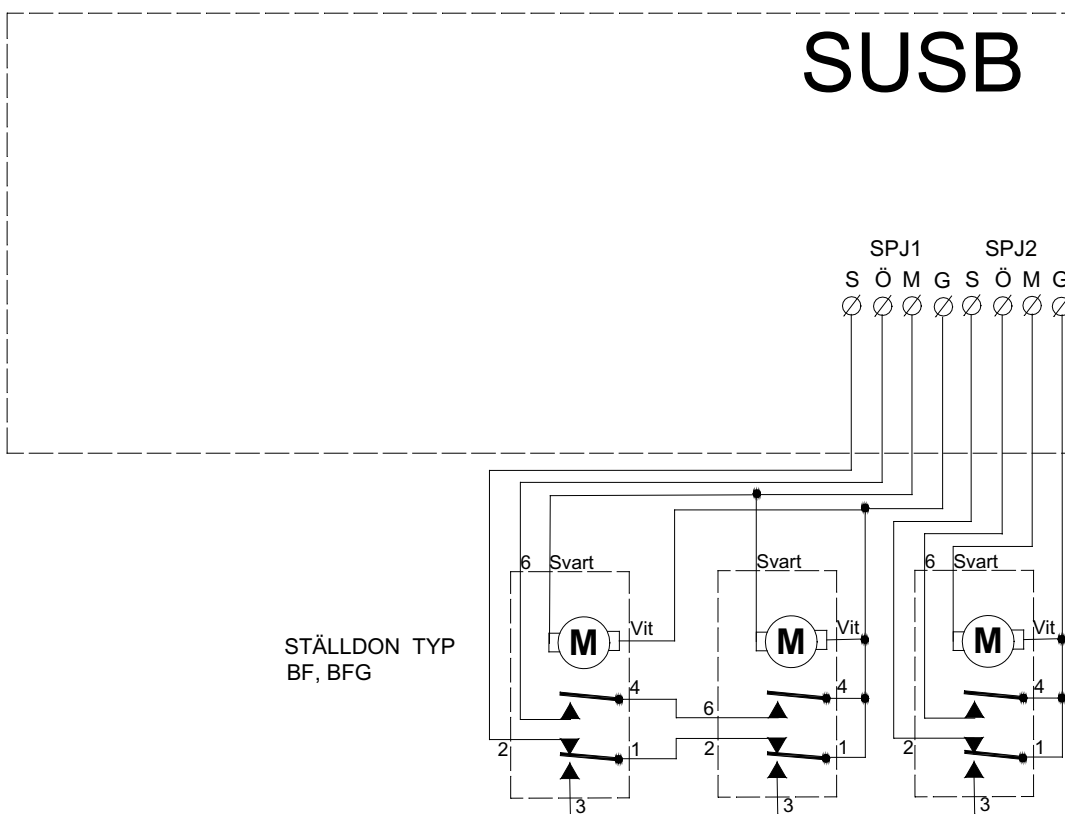 SUSB
SPJ1 SPJ2
S Ö M G S Ö M G
6 Svart Svart 6 Svart
M Vit M Vit M Vit
STÄLLDON TYP
BF, BFG
4 4 4
6
2 1 2 1 2 1
3 3 3